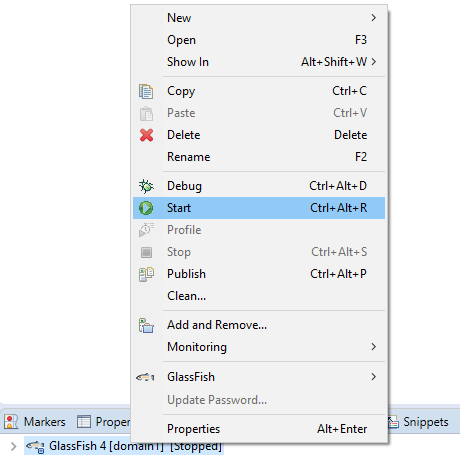 New
Open F3
Show In Alt+Shift+W
Copy Ctrl+C
Paste Ctrl+V
Delete Delete
Rename F2
Debug Ctrl+Alt+D
Start Ctrl+Alt+R
Profile
Stop Ctrl+Alt+S
Publish Ctrl+Alt+P
Clean...
Add and Remove...
Monitoring
GlassFish
Update Password...
Properties Alt+Enter
Markers Proper Snippets
GlassFish 4 [domain1] [Stopped]